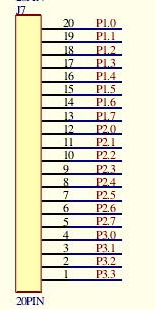 J7
20 P1.0
19 P1.1
18 P1.2
17 P1.3
16 P1.4
15 P1.5
14 P1.6
13 P1.7
12 P2.0
11 P2.1
10 P2.2
9 P2.3
8 P2.4
7 P2.5
6 P2.6
5 P2.7
4 P3.0
3 P3.1
2 P3.2
1 P3.3
20PIN